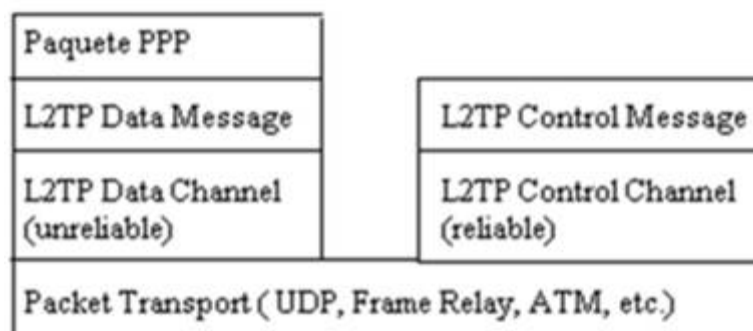 Paquete PPP
L2TP Data Message
L2TP Data Channel
(unreliable)
L2TP Control Message
L2TP Control Channel
(reliable)
Packet Transport ( UDP, Frame Relay, ATM, etc.)